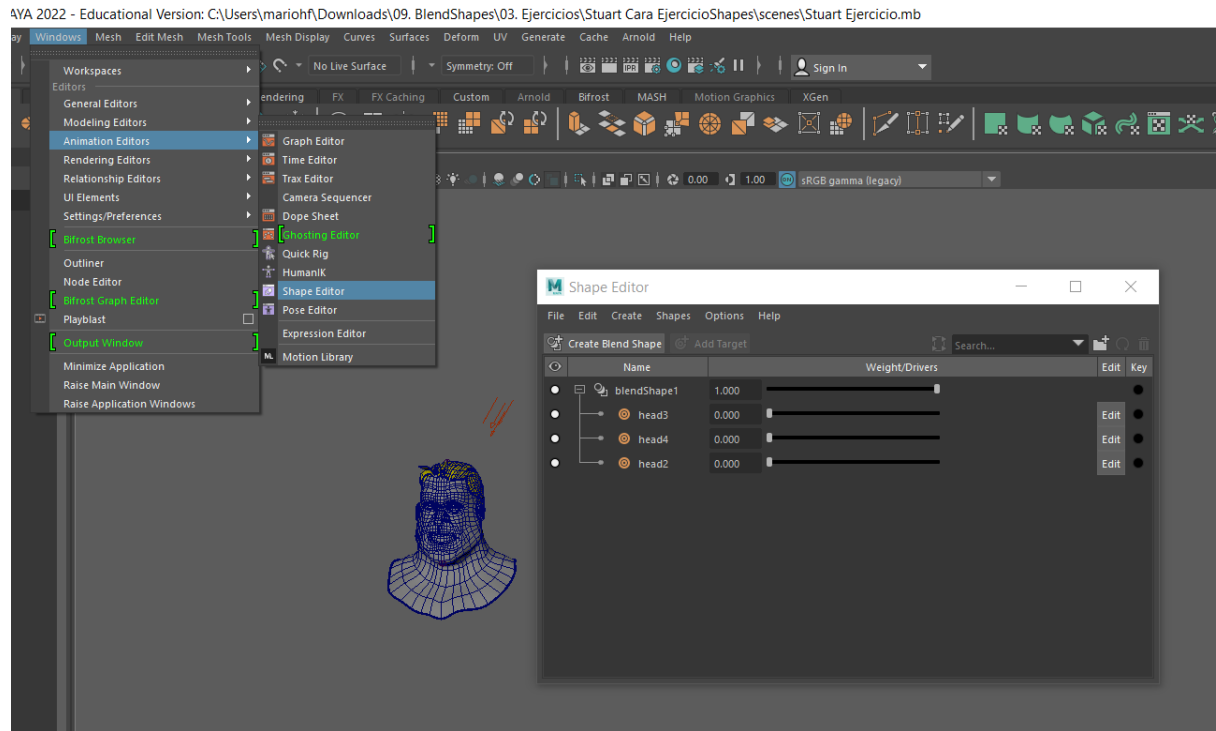 AYA 2022 - Educational Version: C:\Users\mariohf\Downloads\09. BlendShapes\03. Ejercicios\Stuart Cara EjercicioShapes\scenes\Stuart Ejercicio.mb
ay Windows Mesh Edit Mesh Mesh Tools Mesh Display Curves Surfaces Deform UV Generate Cache Arnold Help
No Live Surface Symmetry: Off IPR Sign In
endering FX FX Caching Custom Arnold Bifrost MASH Motion Graphics XGen
0.00 1.00 ON sRGB gamma (legacy)
Workspaces
Editors
General Editors
Modeling Editors
Animation Editors
Rendering Editors
Relationship Editors
UI Elements
Settings/Preferences
Bifrost Browser
Outliner
Node Editor
Bifrost Graph Editor
Playblast
Output Window
Minimize Application
Raise Main Window
Raise Application Windows
Graph Editor
Time Editor
Trax Editor
Camera Sequencer
Dope Sheet
Ghosting Editor
Quick Rig
HumanIK
Shape Editor
Pose Editor
Expression Editor
ML Motion Library
M Shape Editor
File Edit Create Shapes Options Help
Create Blend Shape Add Target Search...
Name Weight/Drivers Edit Key
blendShape1 1.000
head3 0.000 Edit
head4 0.000 Edit
head2 0.000 Edit